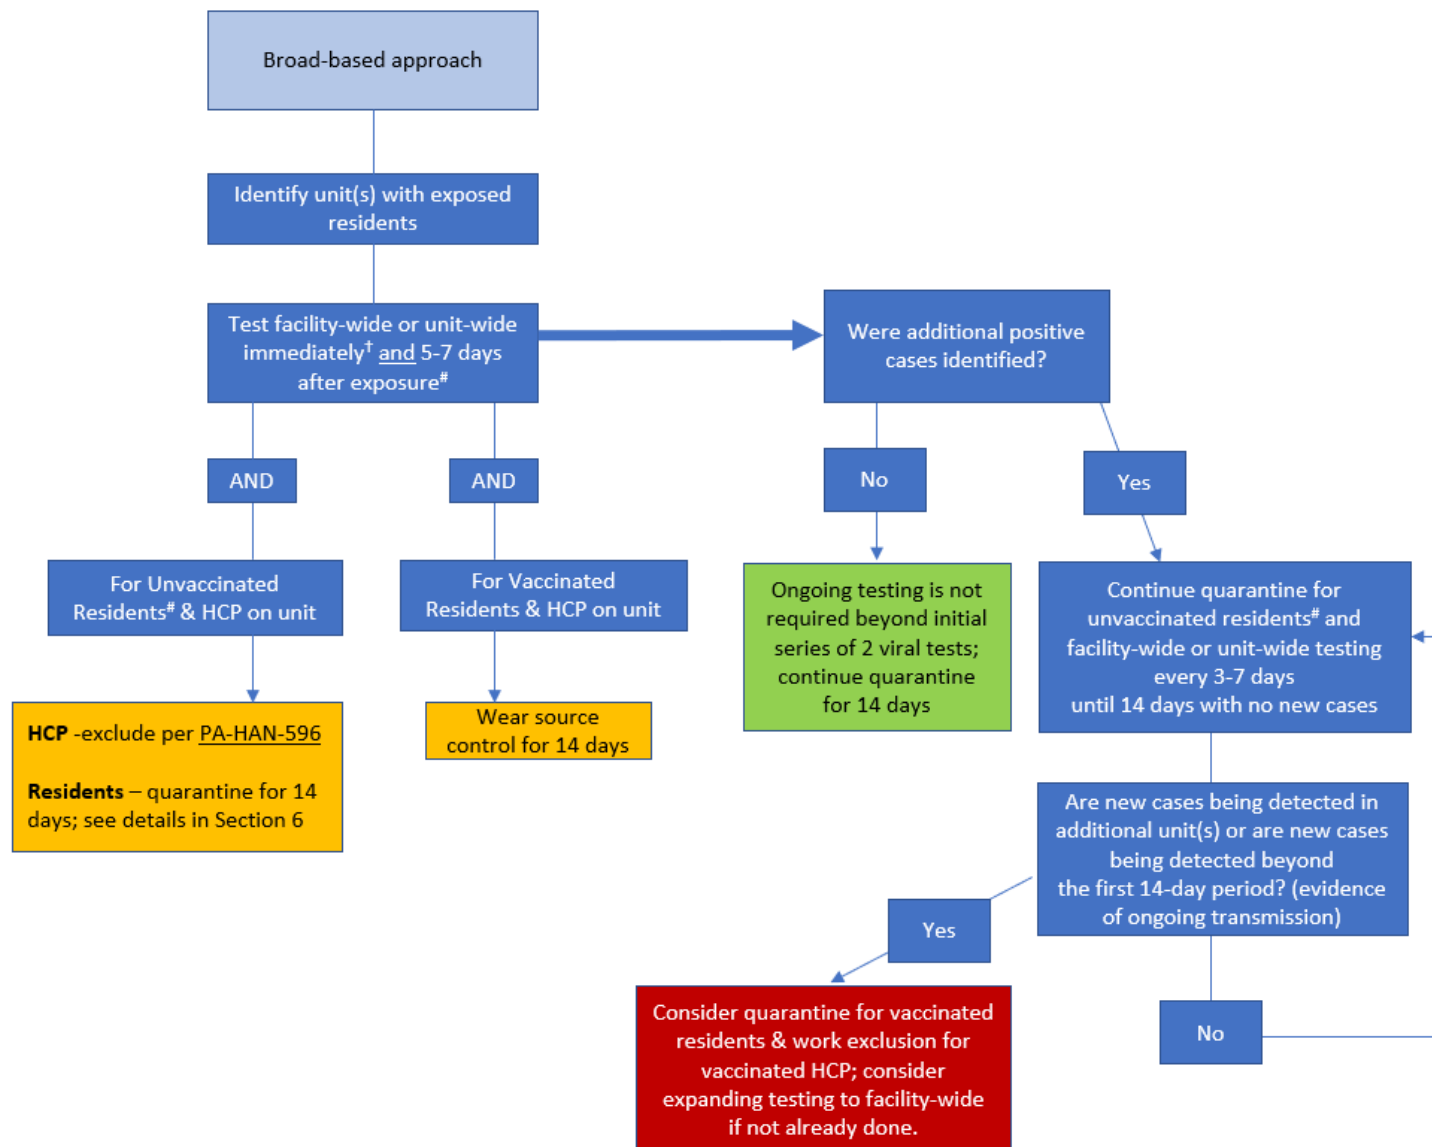 Broad-based approach
Identify unit(s) with exposed
residents
Test facility-wide or unit-wide
immediately† and 5-7 days
after exposure#
Were additional positive
cases identified?
AND
AND
No
Yes
For Unvaccinated
Residents# & HCP on unit
For Vaccinated
Residents & HCP on unit
Ongoing testing is not
required beyond initial
series of 2 viral tests;
continue quarantine
for 14 days
Continue quarantine for
unvaccinated residents# and
facility-wide or unit-wide testing
every 3-7 days
until 14 days with no new cases
HCP -exclude per PA-HAN-596
Residents – quarantine for 14
days; see details in Section 6
Wear source
control for 14 days
Are new cases being detected in
additional unit(s) or are new cases
being detected beyond
the first 14-day period? (evidence
of ongoing transmission)
Yes
No
Consider quarantine for vaccinated
residents & work exclusion for
vaccinated HCP; consider
expanding testing to facility-wide
if not already done.